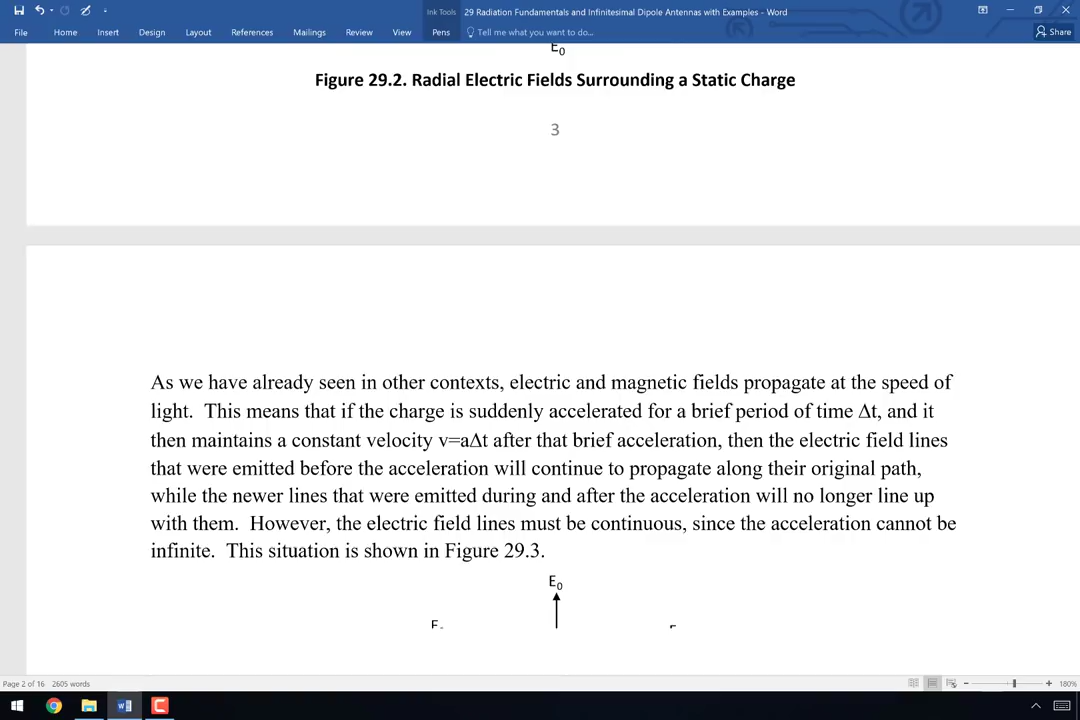 Ink Tools
29 Radiation Fundamentals and Infinitesimal Dipole Antennas with Examples - Word
File Home Insert Design Layout References Mailings Review View Pens Tell me what you want to do... Share
E₀
Figure 29.2. Radial Electric Fields Surrounding a Static Charge
3
As we have already seen in other contexts, electric and magnetic fields propagate at the speed of
light.  This means that if the charge is suddenly accelerated for a brief period of time Δt, and it
then maintains a constant velocity v=aΔt after that brief acceleration, then the electric field lines
that were emitted before the acceleration will continue to propagate along their original path,
while the newer lines that were emitted during and after the acceleration will no longer line up
with them.  However, the electric field lines must be continuous, since the acceleration cannot be
infinite.  This situation is shown in Figure 29.3.
E₀
Page 2 of 16 2605 words
180%